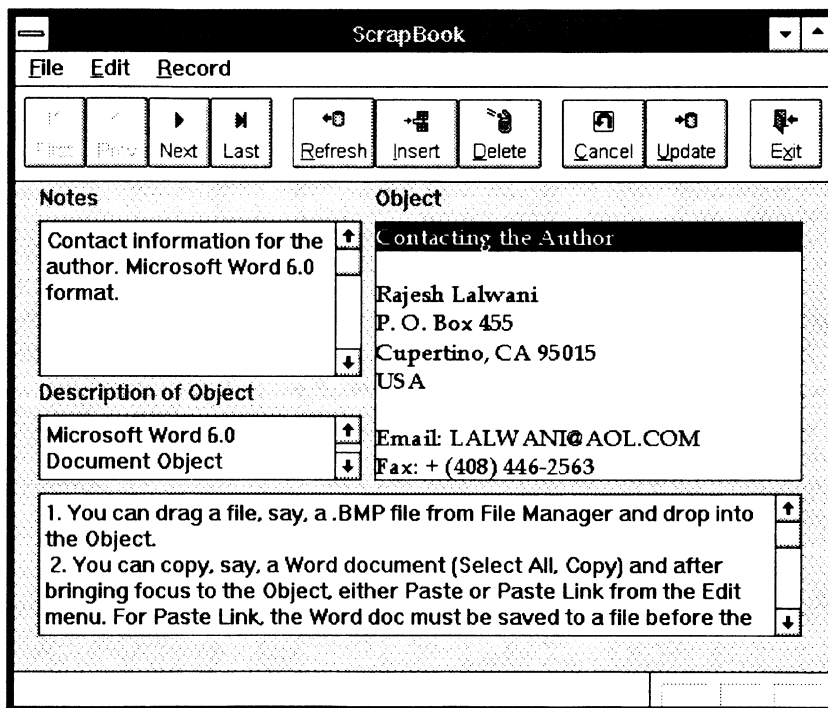 ScrapBook
File Edit Record
First Prev Next Last Refresh Insert Delete Cancel Update Exit
Notes
Contact information for the
author. Microsoft Word 6.0
format.
Description of Object
Microsoft Word 6.0
Document Object
Object
Contacting the Author
Rajesh Lalwani
P. O. Box 455
Cupertino, CA 95015
USA
Email: LALWANI@AOL.COM
Fax: + (408) 446-2563
1. You can drag a file, say, a .BMP file from File Manager and drop into
the Object.
2. You can copy, say, a Word document (Select All, Copy) and after
bringing focus to the Object, either Paste or Paste Link from the Edit
menu. For Paste Link, the Word doc must be saved to a file before the